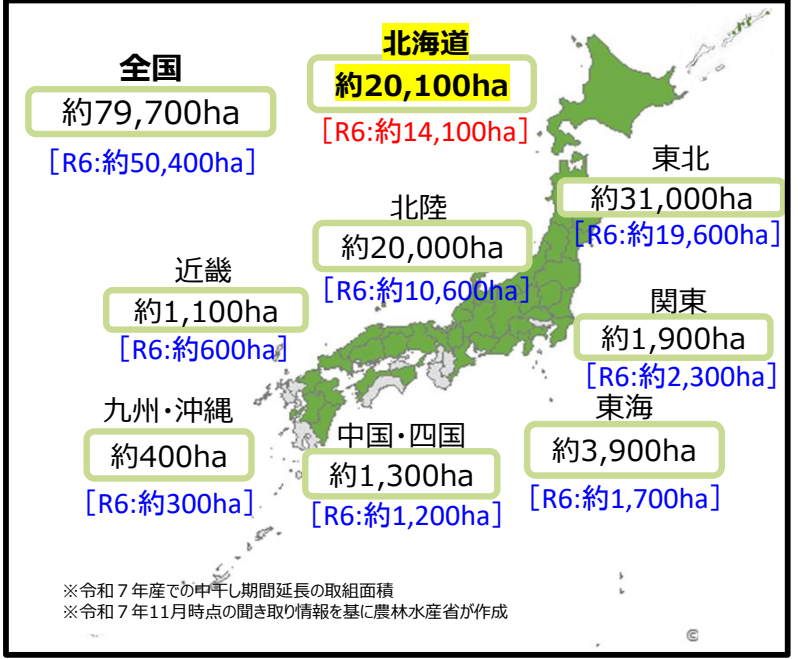 全国
約79,700ha
[R6:約50,400ha]
北海道
約20,100ha
[R6:約14,100ha]
東北
約31,000ha
[R6:約19,600ha]
北陸
約20,000ha
[R6:約10,600ha]
近畿
約1,100ha
[R6:約600ha]
関東
約1,900ha
[R6:約2,300ha]
九州・沖縄
約400ha
[R6:約300ha]
中国・四国
約1,300ha
[R6:約1,200ha]
東海
約3,900ha
[R6:約1,700ha]
※令和7年産での中干し期間延長の取組面積
※令和7年11月時点の聞き取り情報を基に農林水産省が作成
©